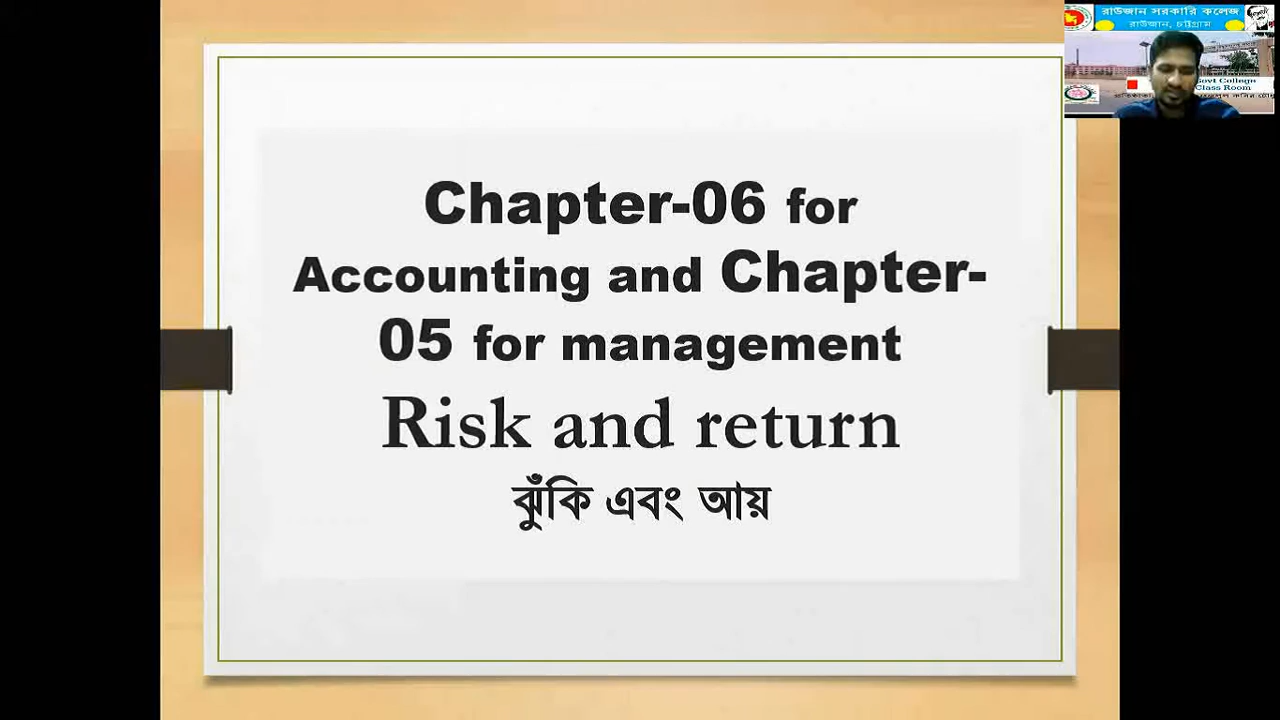 রাউজান সরকারি কলেজ
রাউজান, চট্টগ্রাম
Govt College
Class Room
Chapter-06 for
Accounting and Chapter-
05 for management
Risk and return
ঝুঁকি এবং আয়